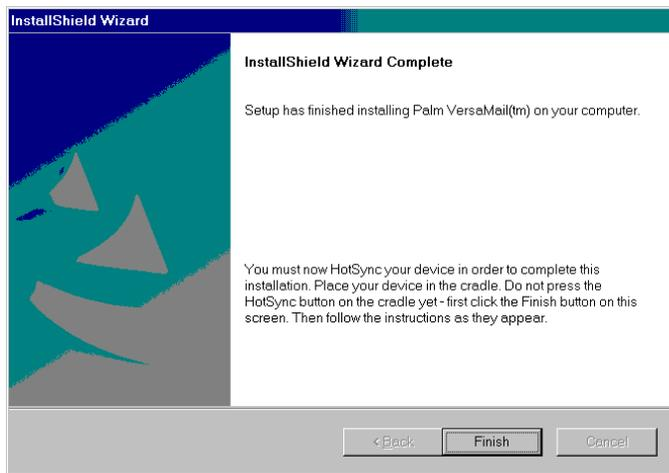 InstallShield Wizard
InstallShield Wizard Complete
Setup has finished installing Palm VersaMail(tm) on your computer.
You must now HotSync your device in order to complete this
installation. Place your device in the cradle. Do not press the
HotSync button on the cradle yet - first click the Finish button on this
screen. Then follow the instructions as they appear.
< Back
Finish
Cancel